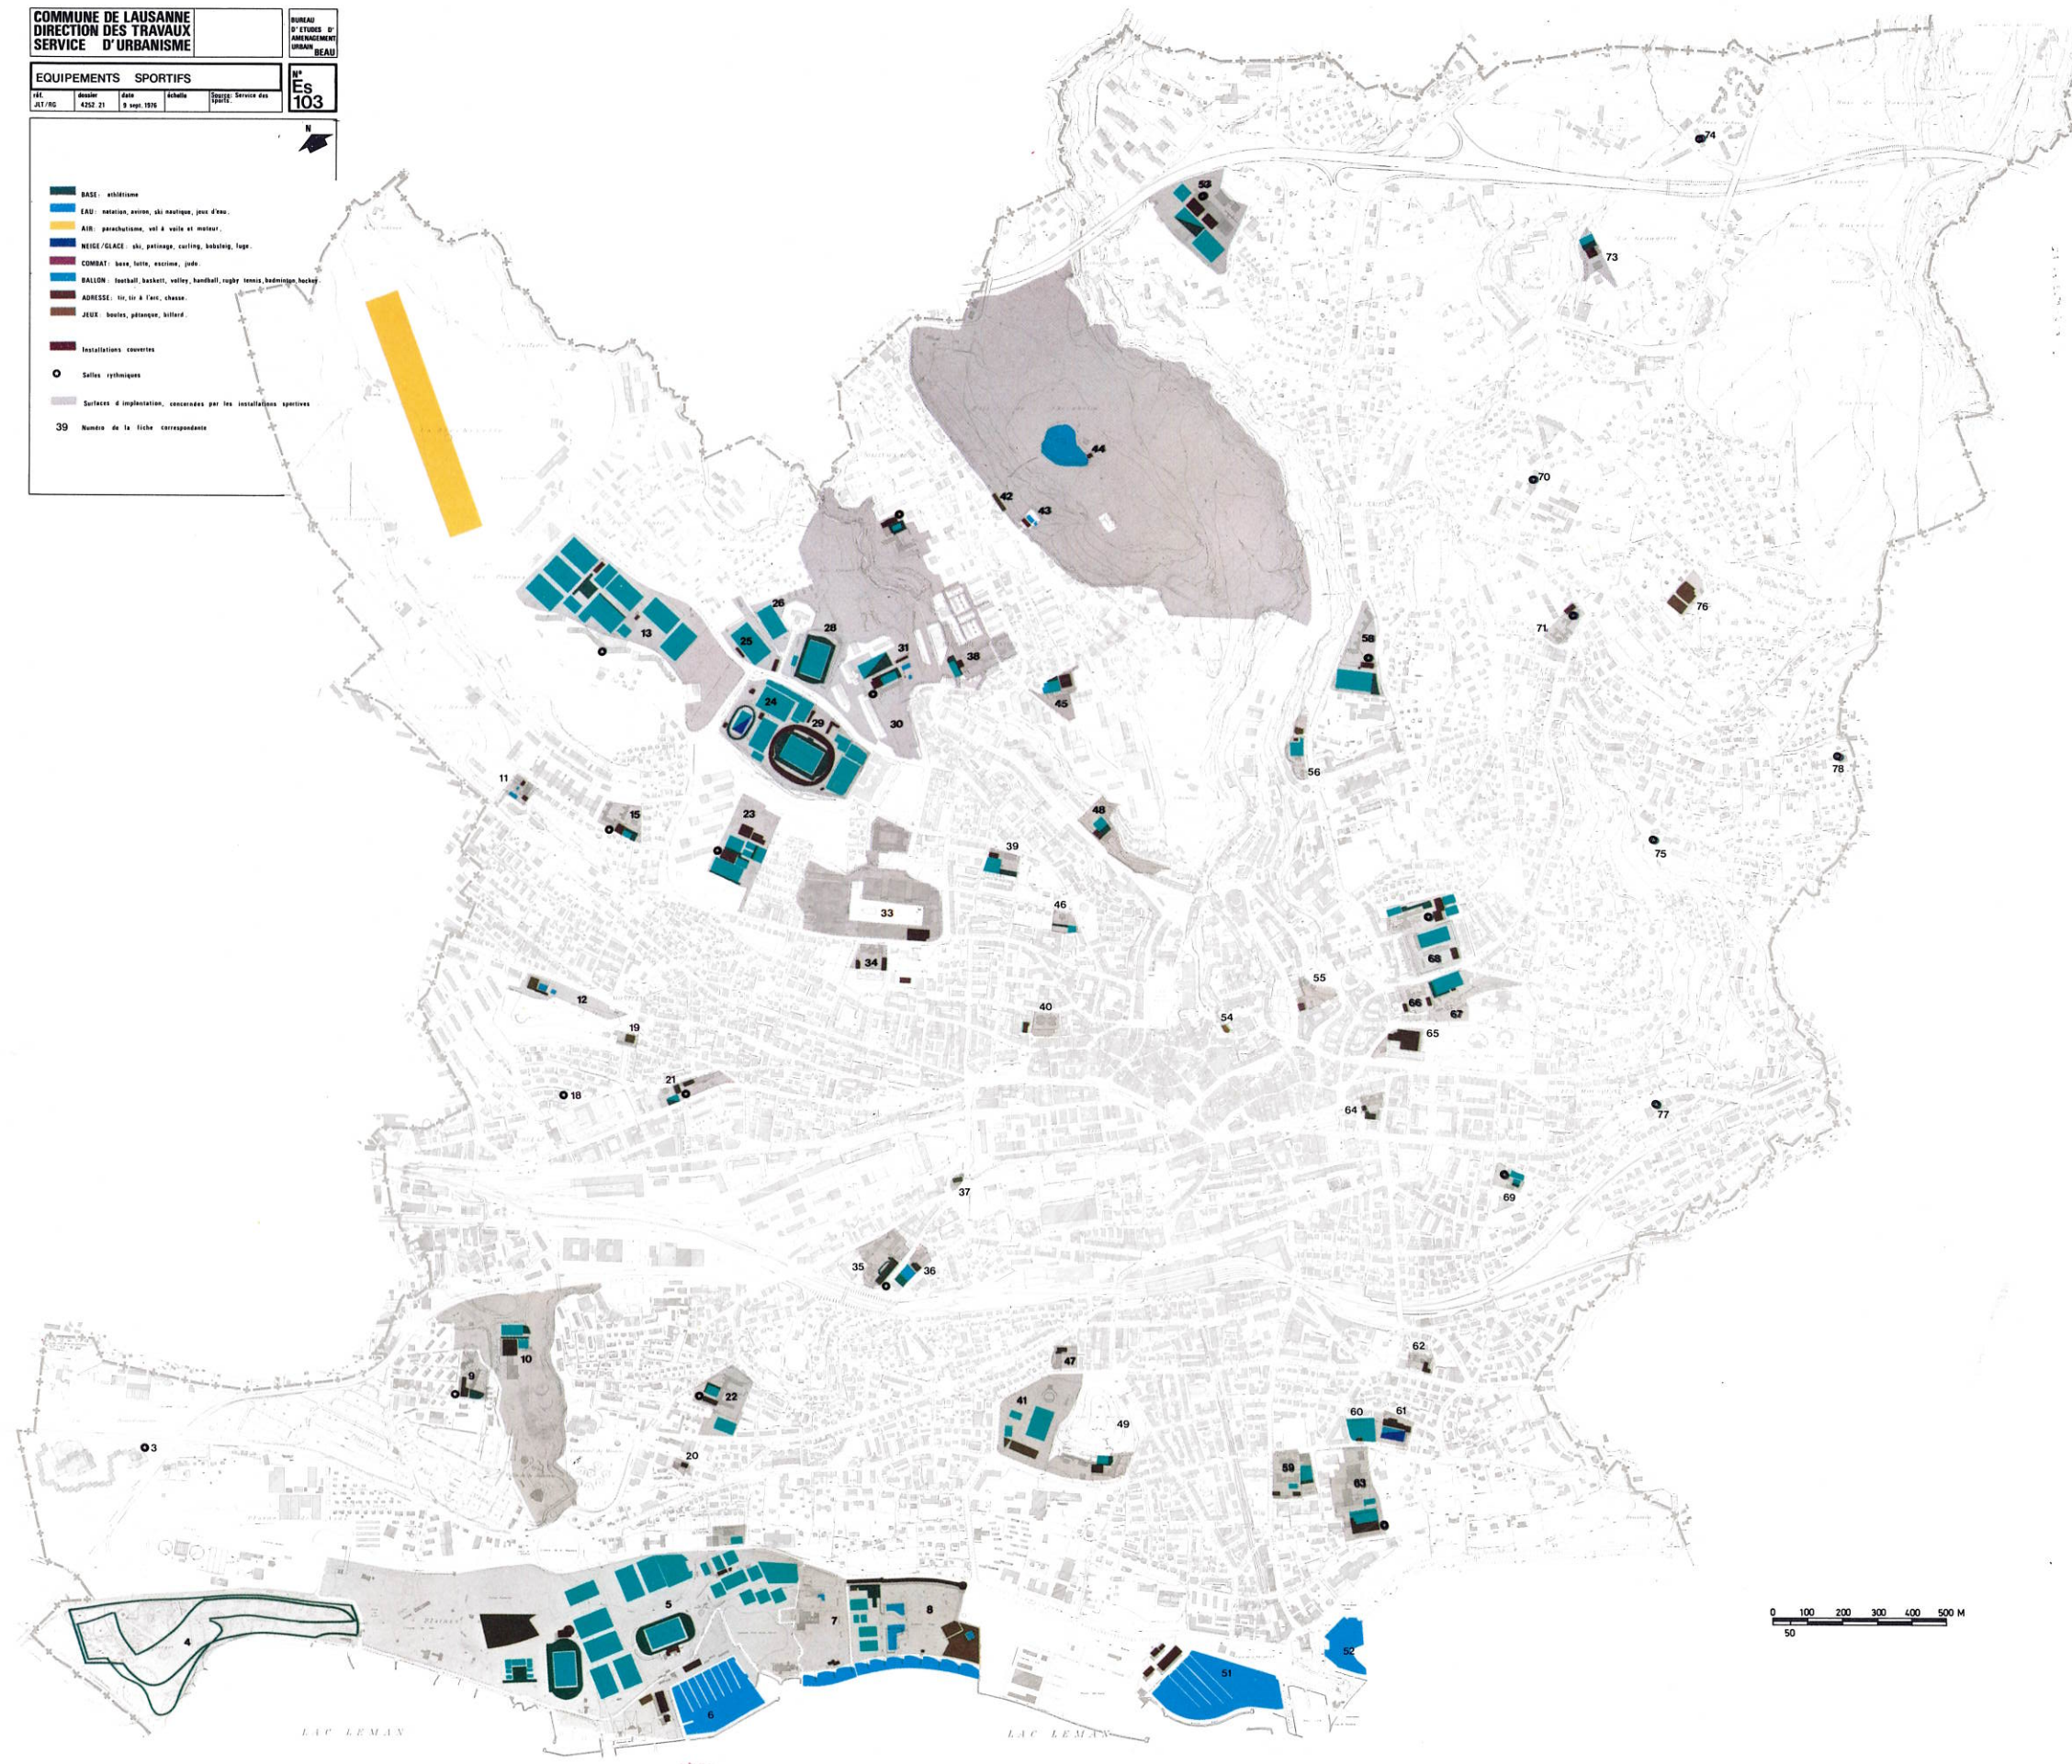 COMMUNE DE LAUSANNE
DIRECTION DES TRAVAUX
SERVICE D'URBANISME
BUREAU
D'ETUDES D'
AMENAGEMENT
URBAIN
BEAU
EQUIPEMENTS SPORTIFS
réf. dossier date échelle Source: Service des
JLT/RG 4252 21 9 sept. 1976 sports.
N°
Es
103
N
BASE: athlétisme
EAU: natation, aviron, ski nautique, jeux d'eau.
AIR: parachutisme, vol à voile et moteur.
NEIGE/GLACE: ski, patinage, curling, bobsleig, luge.
COMBAT: boxe, lutte, escrime, judo.
BALLON: football, baskett, volley, handball, rugby tennis, badminton, hockey.
ADRESSE: tir, tir à l'arc, chasse.
JEUX: boules, pétanque, billard.
Installations couvertes
Salles rythmiques
Surfaces d implantation, concernées par les installations sportives
39 Numéro de la fiche correspondante
74
53
73
44
42
43
70
76
26
13
25
28
71
58
31
38
24
45
29
30
56
78
11
15
23
48
75
39
46
33
68
34
12
55
40
66
67
54
19
65
21
18
64
77
37
69
35
36
62
10
47
9
22
41
49
60
61
3
20
59
63
5
7
8
4
51
52
6
0 100 200 300 400 500 M
50
LAC LEMAN
LAC LEMAN